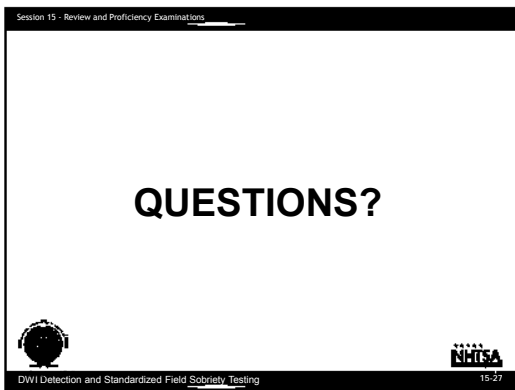 Session 15 - Review and Proficiency Examinations
QUESTIONS?
NHTSA
DWI Detection and Standardized Field Sobriety Testing
15-27